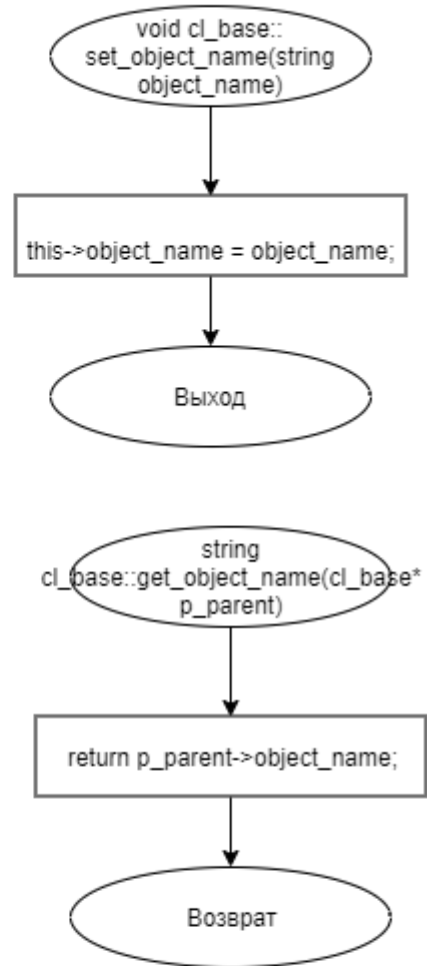 void cl_base::
set_object_name(string
object_name)
this->object_name = object_name;
Выход
string
cl_base::get_object_name(cl_base*
p_parent)
return p_parent->object_name;
Возврат